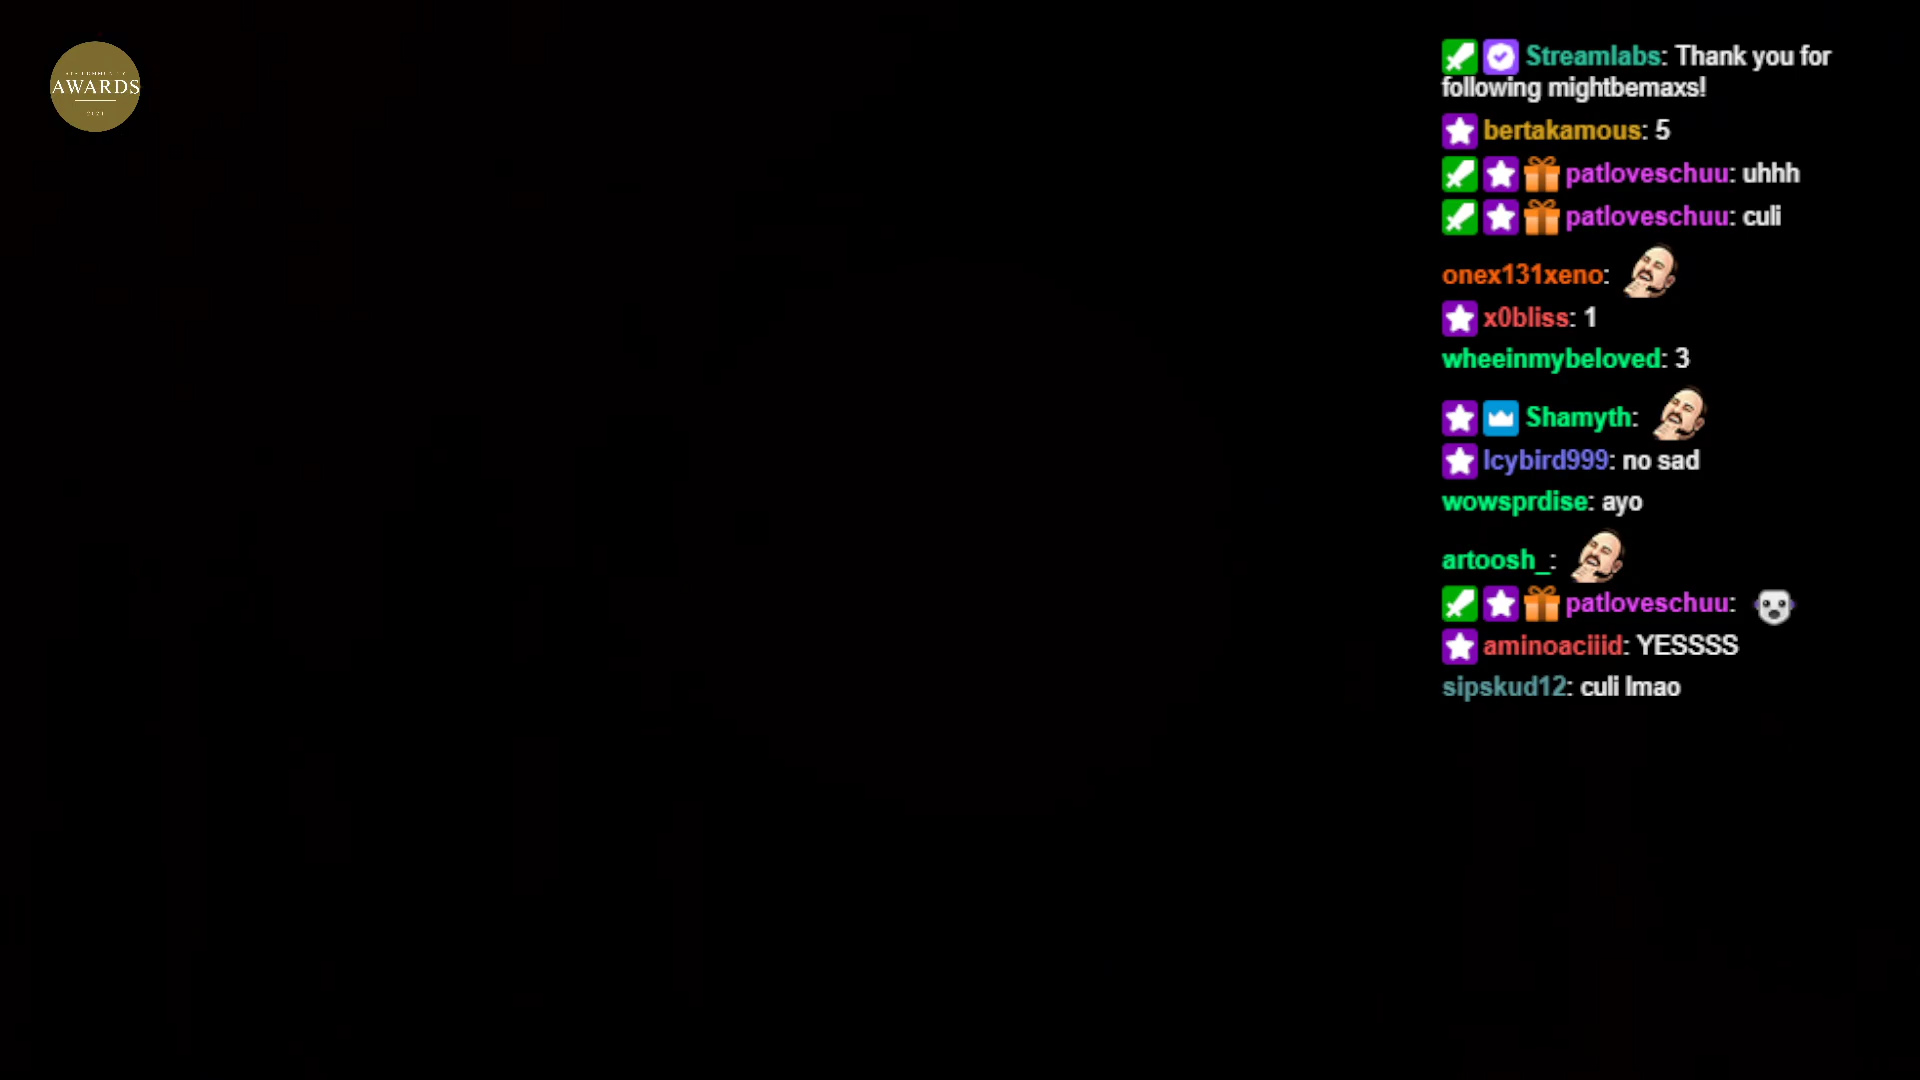 AWARDS
Streamlabs: Thank you for
following mightbemaxs!
bertakamous: 5
patloveschuu: uhhh
patloveschuu: culi
onex131xeno:
x0bliss: 1
wheeinmybeloved: 3
Shamyth:
Icybird999: no sad
wowsprdise: ayo
artoosh_:
patloveschuu:
aminoaciiid: YESSSS
sipskud12: culi lmao